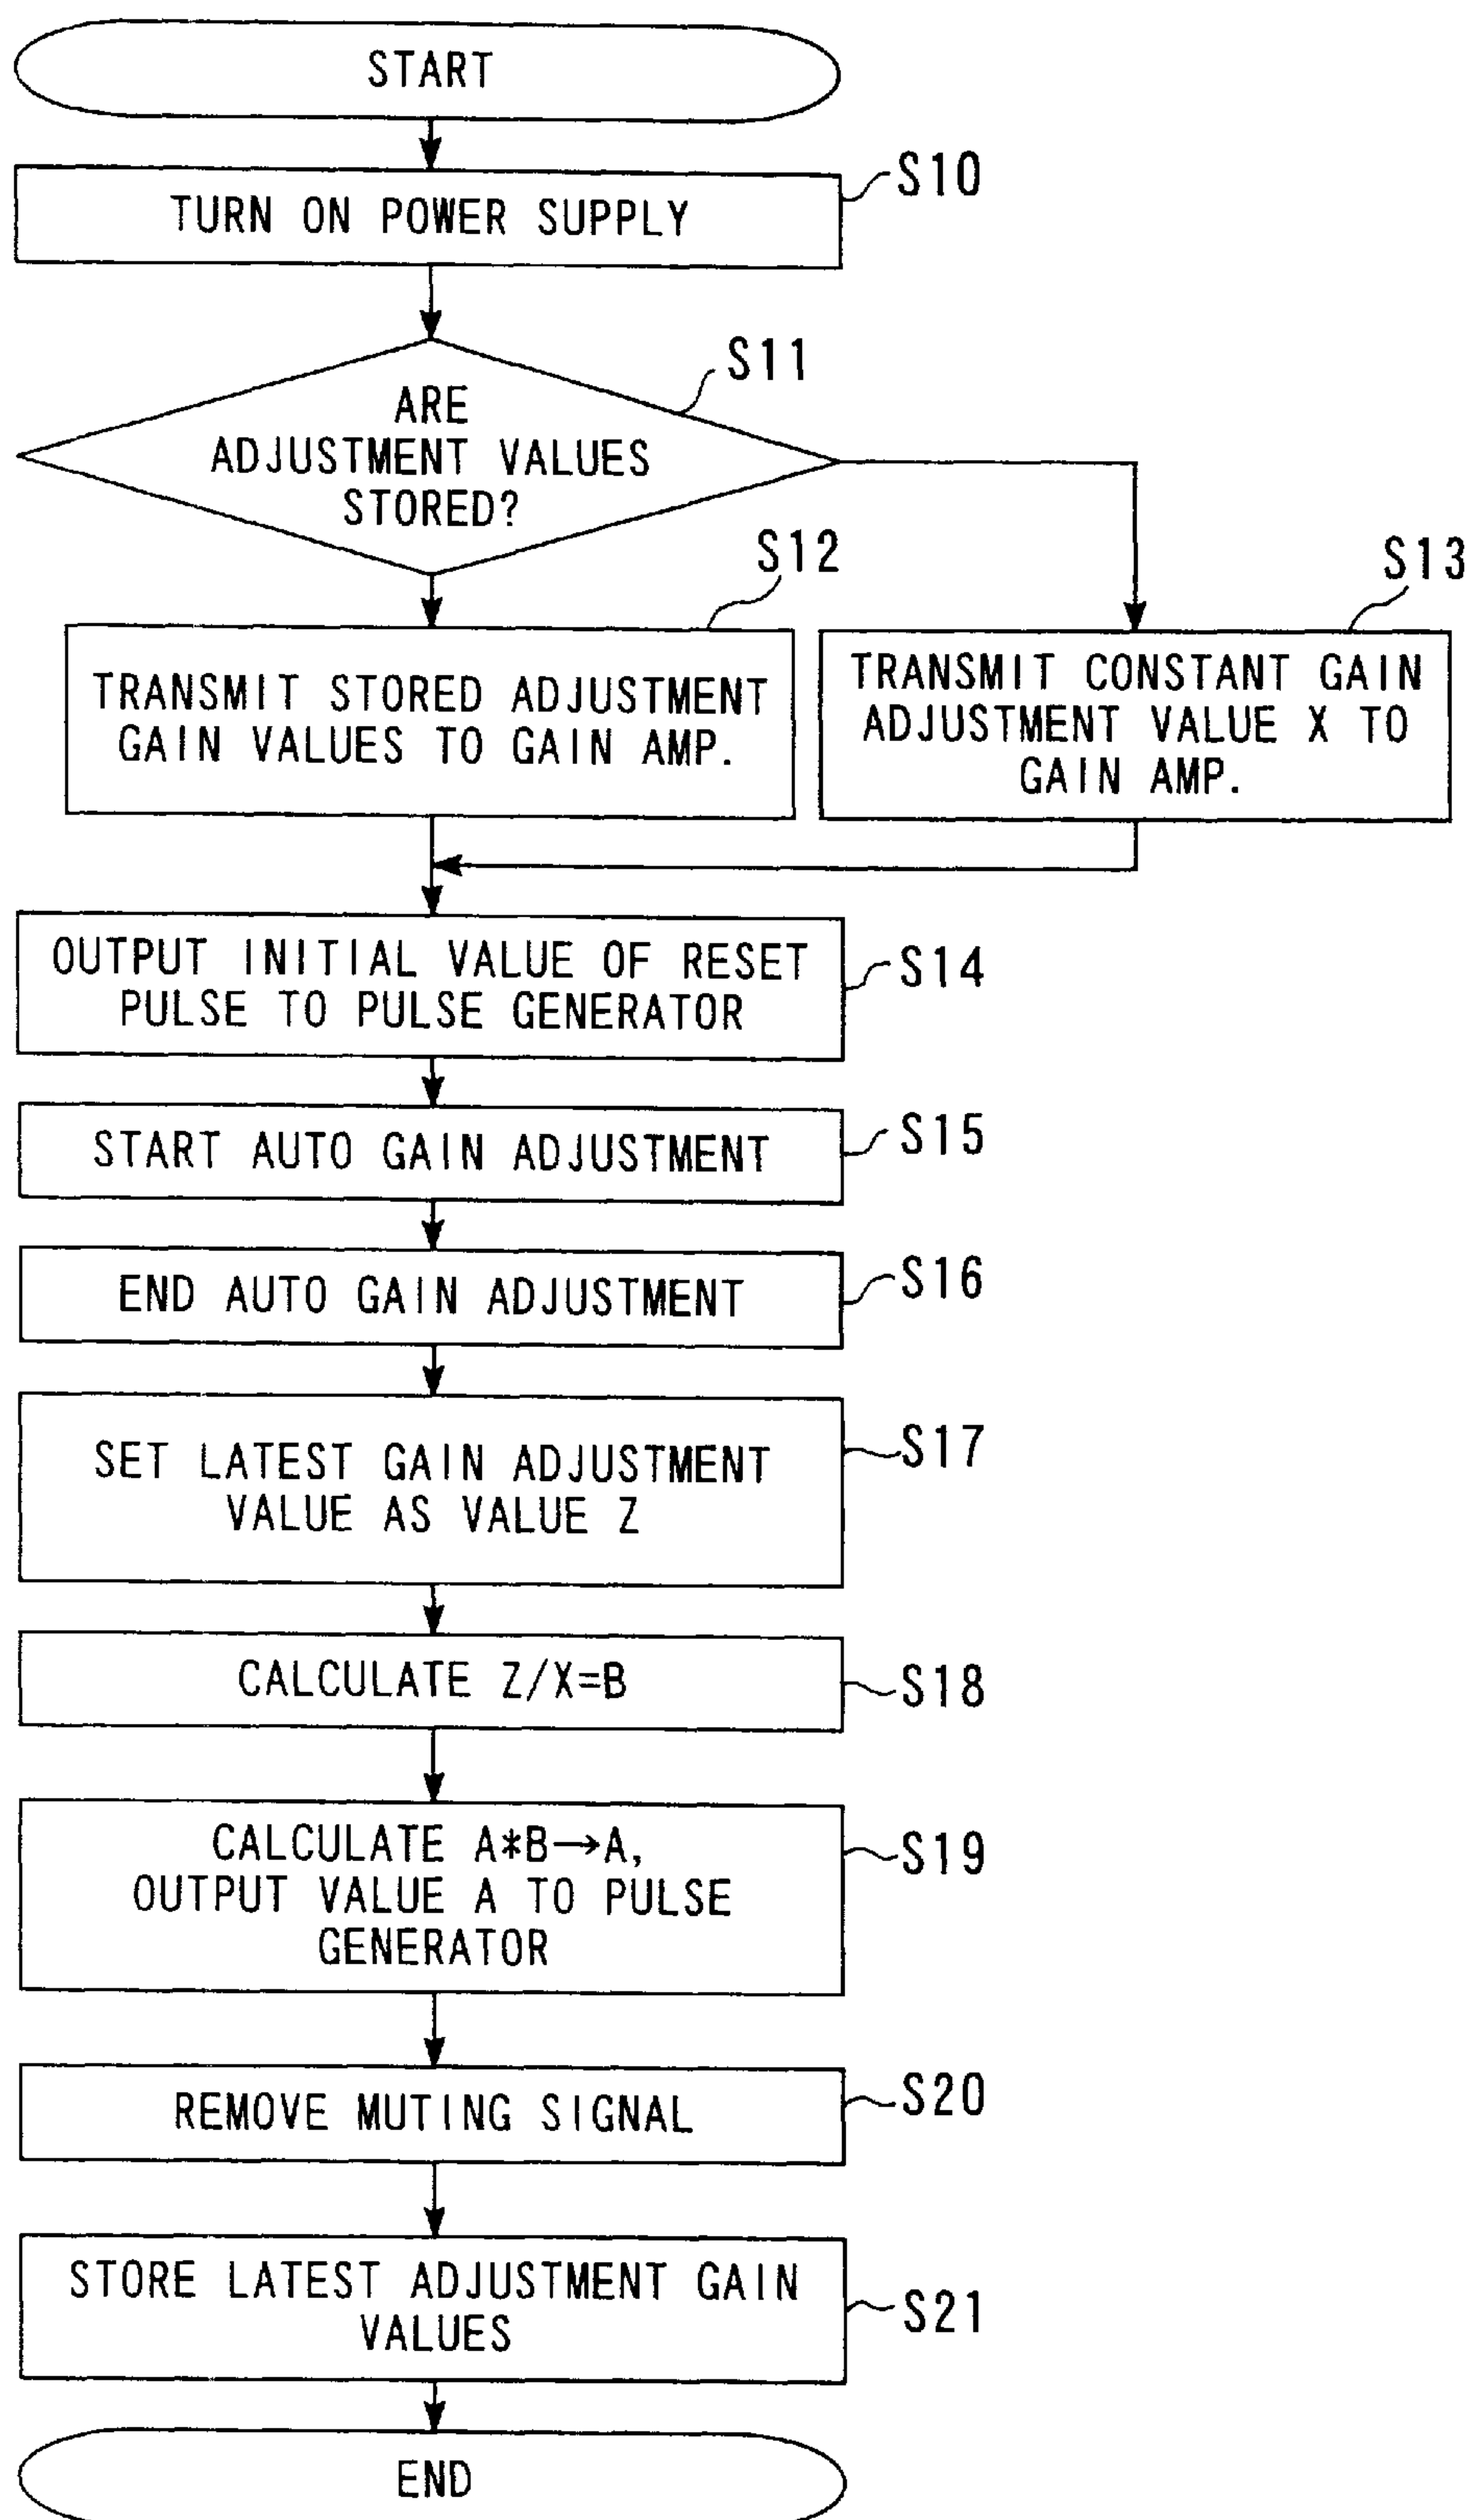 START
S10
TURN ON POWER SUPPLY
S11
ARE
ADJUSTMENT VALUES
STORED?
S12
TRANSMIT STORED ADJUSTMENT
GAIN VALUES TO GAIN AMP.
S13
TRANSMIT CONSTANT GAIN
ADJUSTMENT VALUE X TO
GAIN AMP.
OUTPUT INITIAL VALUE OF RESET
PULSE TO PULSE GENERATOR
S14
START AUTO GAIN ADJUSTMENT
S15
END AUTO GAIN ADJUSTMENT
S16
SET LATEST GAIN ADJUSTMENT
VALUE AS VALUE Z
S17
CALCULATE Z/X=B
S18
CALCULATE A*B→A,
OUTPUT VALUE A TO PULSE
GENERATOR
S19
REMOVE MUTING SIGNAL
S20
STORE LATEST ADJUSTMENT GAIN
VALUES
S21
END